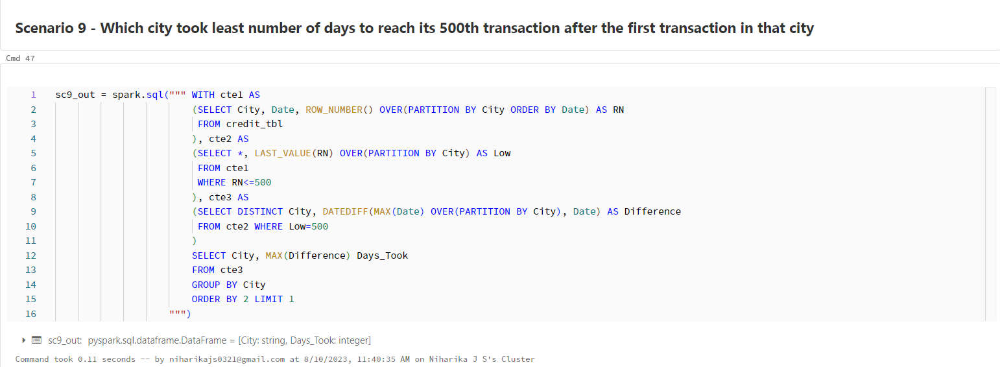 Scenario 9 - Which city took least number of days to reach its 500th transaction after the first transaction in that city
Cmd 47
1 sc9_out = spark.sql(""" WITH cte1 AS
2 (SELECT City, Date, ROW_NUMBER() OVER(PARTITION BY City ORDER BY Date) AS RN
3 FROM credit_tbl
4 ), cte2 AS
5 (SELECT *, LAST_VALUE(RN) OVER(PARTITION BY City) AS Low
6 FROM cte1
7 WHERE RN<=500
8 ), cte3 AS
9 (SELECT DISTINCT City, DATEDIFF(MAX(Date) OVER(PARTITION BY City), Date) AS Difference
10 FROM cte2 WHERE Low=500
11 )
12 SELECT City, MAX(Difference) Days_Took
13 FROM cte3
14 GROUP BY City
15 ORDER BY 2 LIMIT 1
16 """)
sc9_out: pyspark.sql.dataframe.DataFrame = [City: string, Days_Took: integer]
Command took 0.11 seconds -- by niharikajs0321@gmail.com at 8/10/2023, 11:40:35 AM on Niharika J S's Cluster